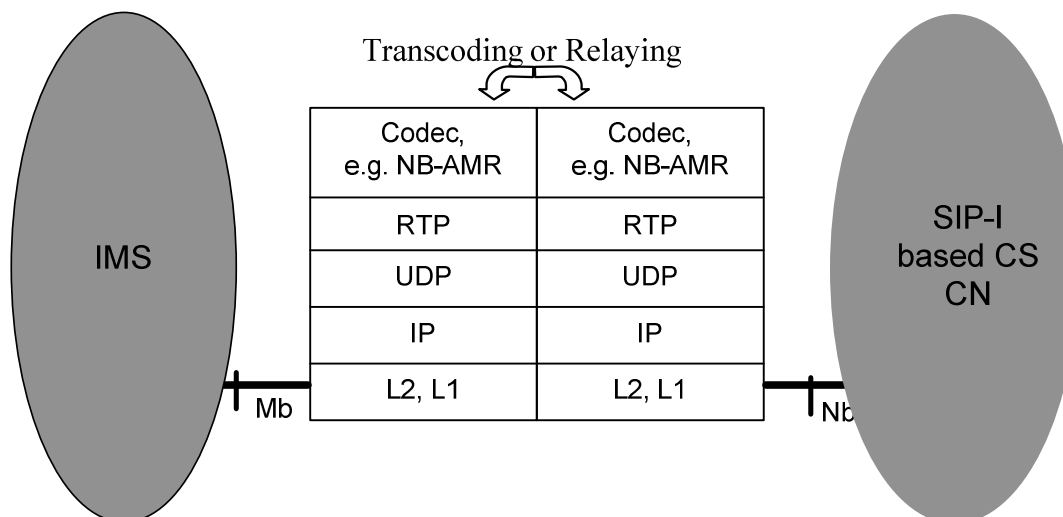 Transcoding or Relaying
Codec,
e.g. NB-AMR
Codec,
e.g. NB-AMR
RTP
RTP
UDP
UDP
IP
IP
L2, L1
L2, L1
IMS
SIP-I
based CS
CN
Mb
Nb